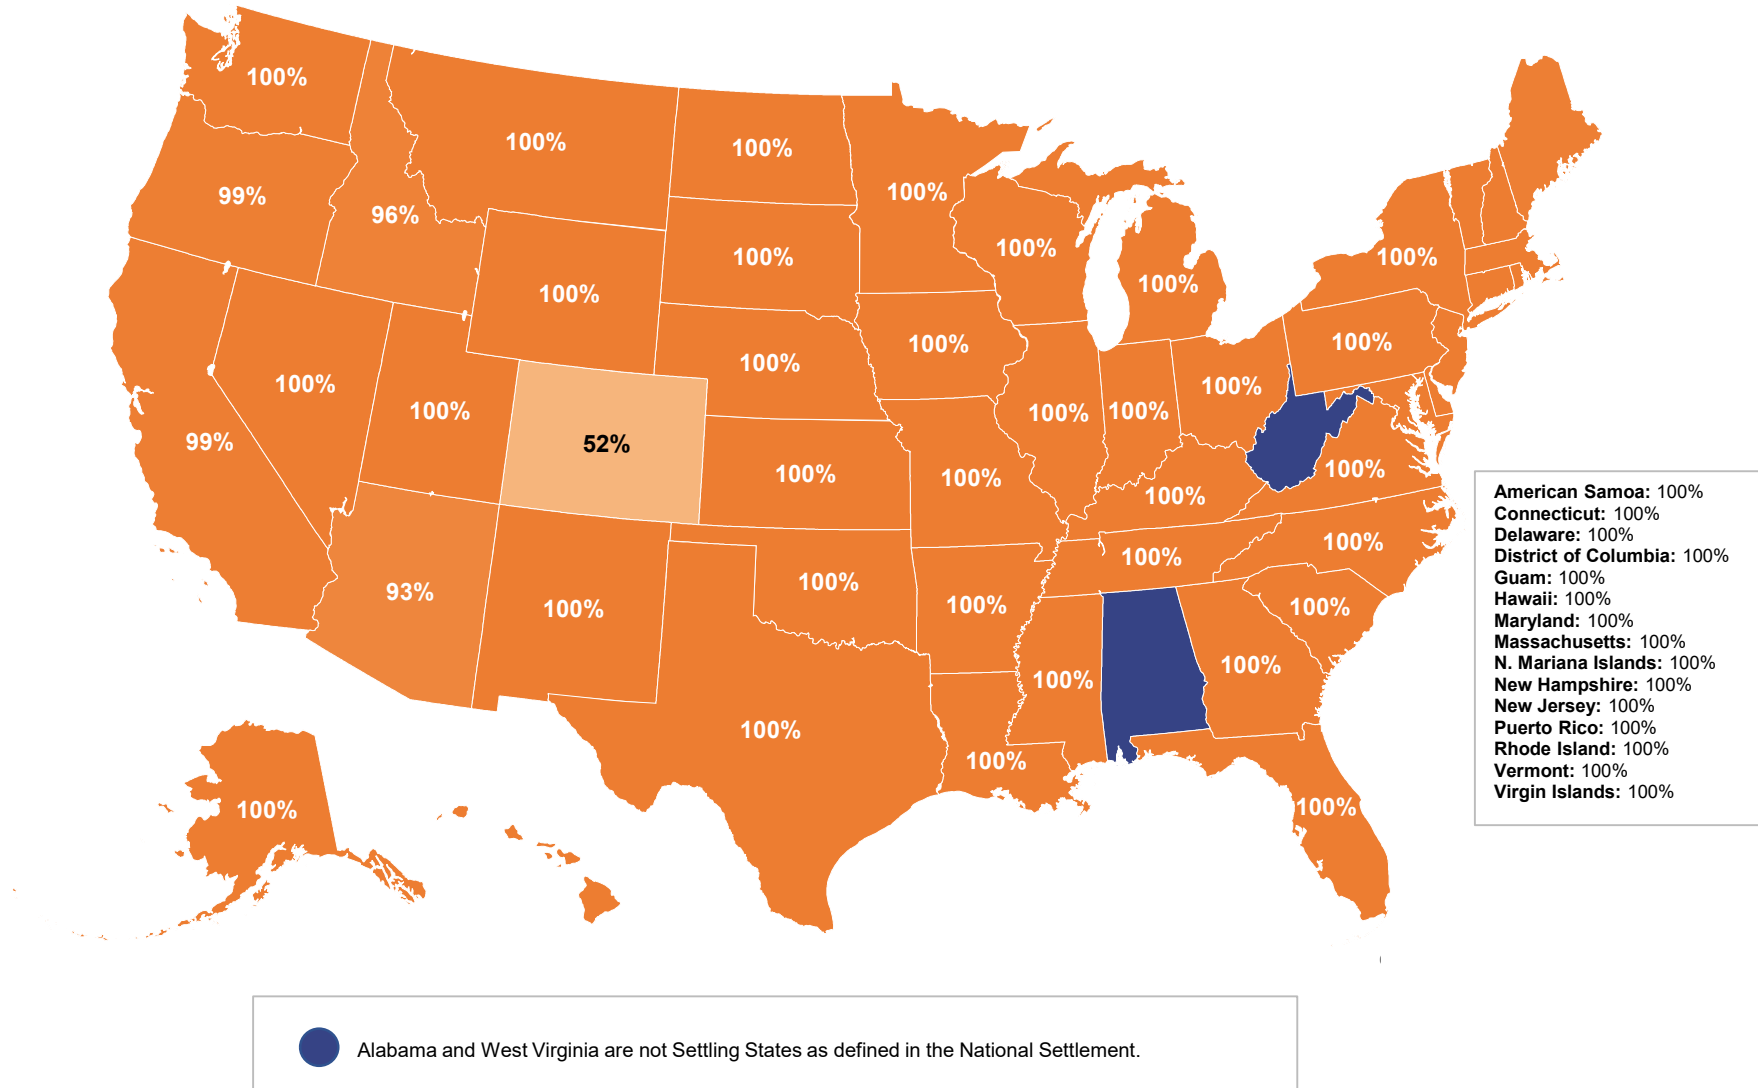 100%
100%
100%
100%
99%
96%
100%
100%
100%
100%
100%
100%
100%
100%
100%
100%
100%
100%
99%
52%
100%
100%
100%
100%
100%
100%
100%
93%
100%
100%
100%
100%
100%
100%
100%
100%
100%
100%
100%
100%
100%
American Samoa: 100%
Connecticut: 100%
Delaware: 100%
District of Columbia: 100%
Guam: 100%
Hawaii: 100%
Maryland: 100%
Massachusetts: 100%
N. Mariana Islands: 100%
New Hampshire: 100%
New Jersey: 100%
Puerto Rico: 100%
Rhode Island: 100%
Vermont: 100%
Virgin Islands: 100%
Alabama and West Virginia are not Settling States as defined in the National Settlement.